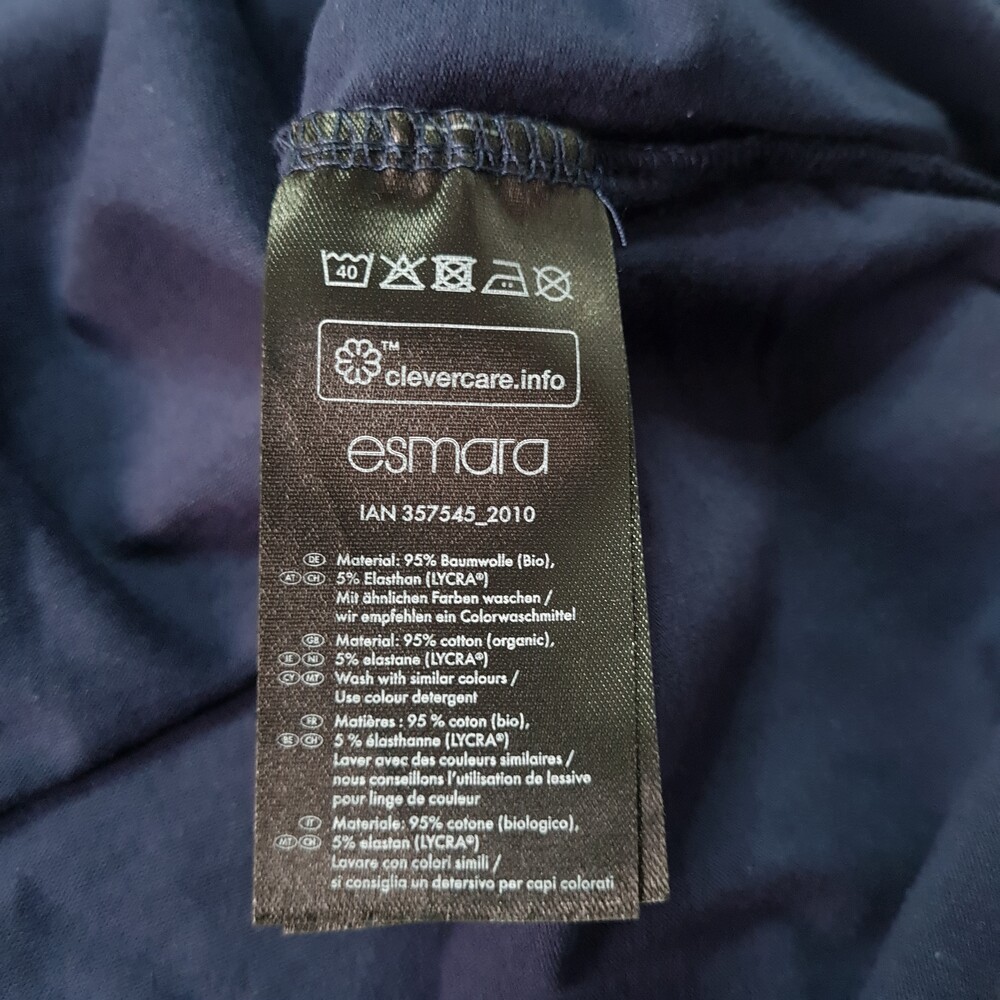 40
™
clevercare.info
esmara
IAN 357545_2010
DE Material: 95% Baumwolle (Bio),
AT CH 5% Elasthan (LYCRA®)
Mit ähnlichen Farben waschen /
wir empfehlen ein Colorwaschmittel
GB Material: 95% cotton (organic),
IE NI 5% elastane (LYCRA®)
CY MT Wash with similar colours /
Use colour detergent
FR Matières : 95 % coton (bio),
BE CH 5 % élasthanne (LYCRA®)
Laver avec des couleurs similaires /
nous conseillons l'utilisation de lessive
pour linge de couleur
IT Materiale: 95% cotone (biologico),
MT CH 5% elastan (LYCRA®)
Lavare con colori simili /
si consiglia un detersivo per capi colorati